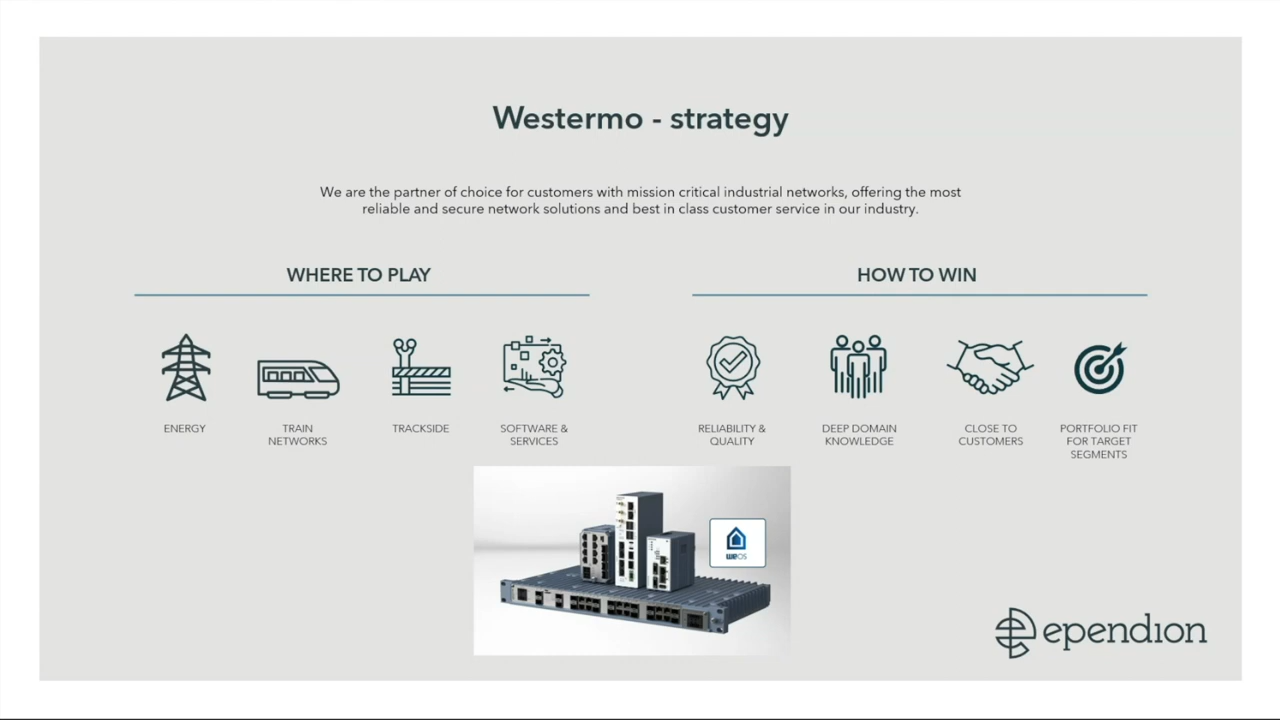 Westermo - strategy
We are the partner of choice for customers with mission critical industrial networks, offering the most
reliable and secure network solutions and best in class customer service in our industry.
WHERE TO PLAY
ENERGY
TRAIN
NETWORKS
TRACKSIDE
SOFTWARE &
SERVICES
HOW TO WIN
RELIABILITY &
QUALITY
DEEP DOMAIN
KNOWLEDGE
CLOSE TO
CUSTOMERS
PORTFOLIO FIT
FOR TARGET
SEGMENTS
weos
ependion